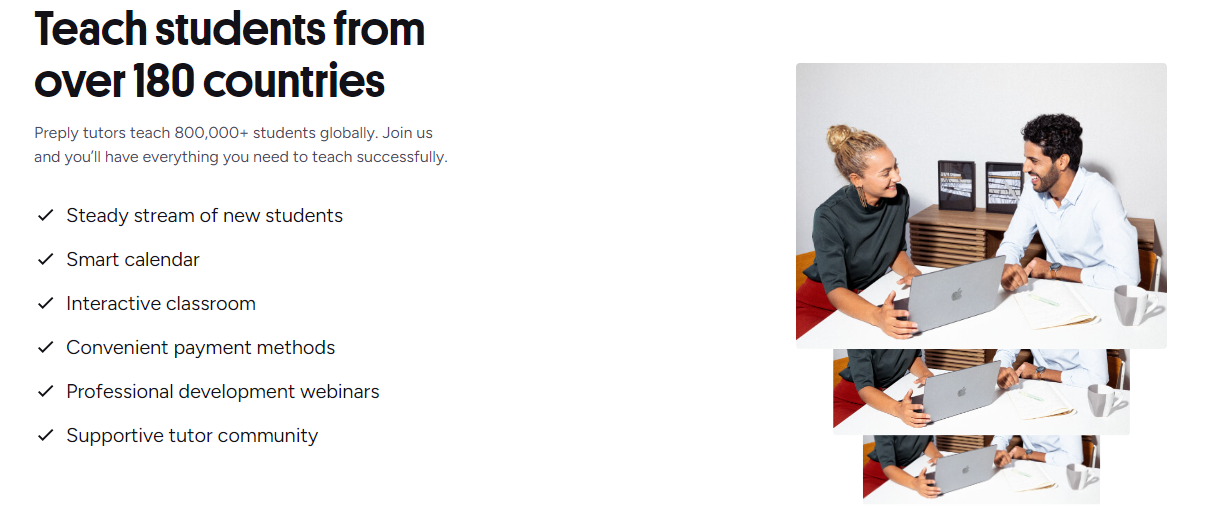 Teach students from
over 180 countries
Preply tutors teach 800,000+ students globally. Join us
and you’ll have everything you need to teach successfully.
Steady stream of new students
Smart calendar
Interactive classroom
Convenient payment methods
Professional development webinars
Supportive tutor community